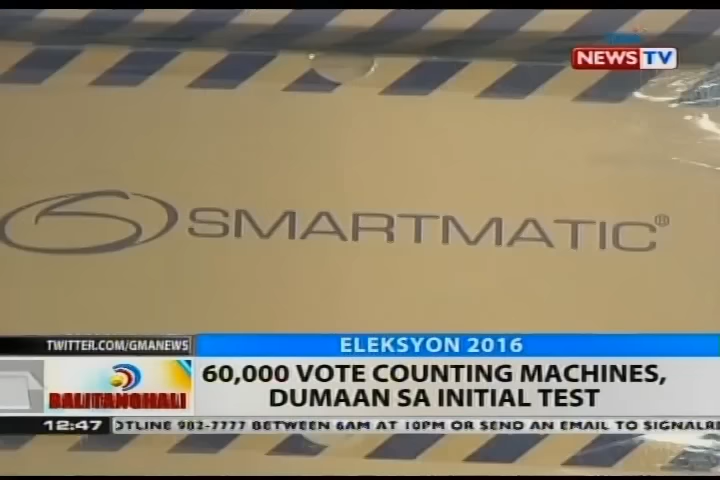 NEWS TV
SMARTMATIC®
TWITTER.COM/GMANEWS
ELEKSYON 2016
BALITANGHALI
60,000 VOTE COUNTING MACHINES,
DUMAAN SA INITIAL TEST
12:47
OTLINE 982-7777 BETWEEN 6AM AT 10PM OR SEND AN EMAIL TO SIGNALR